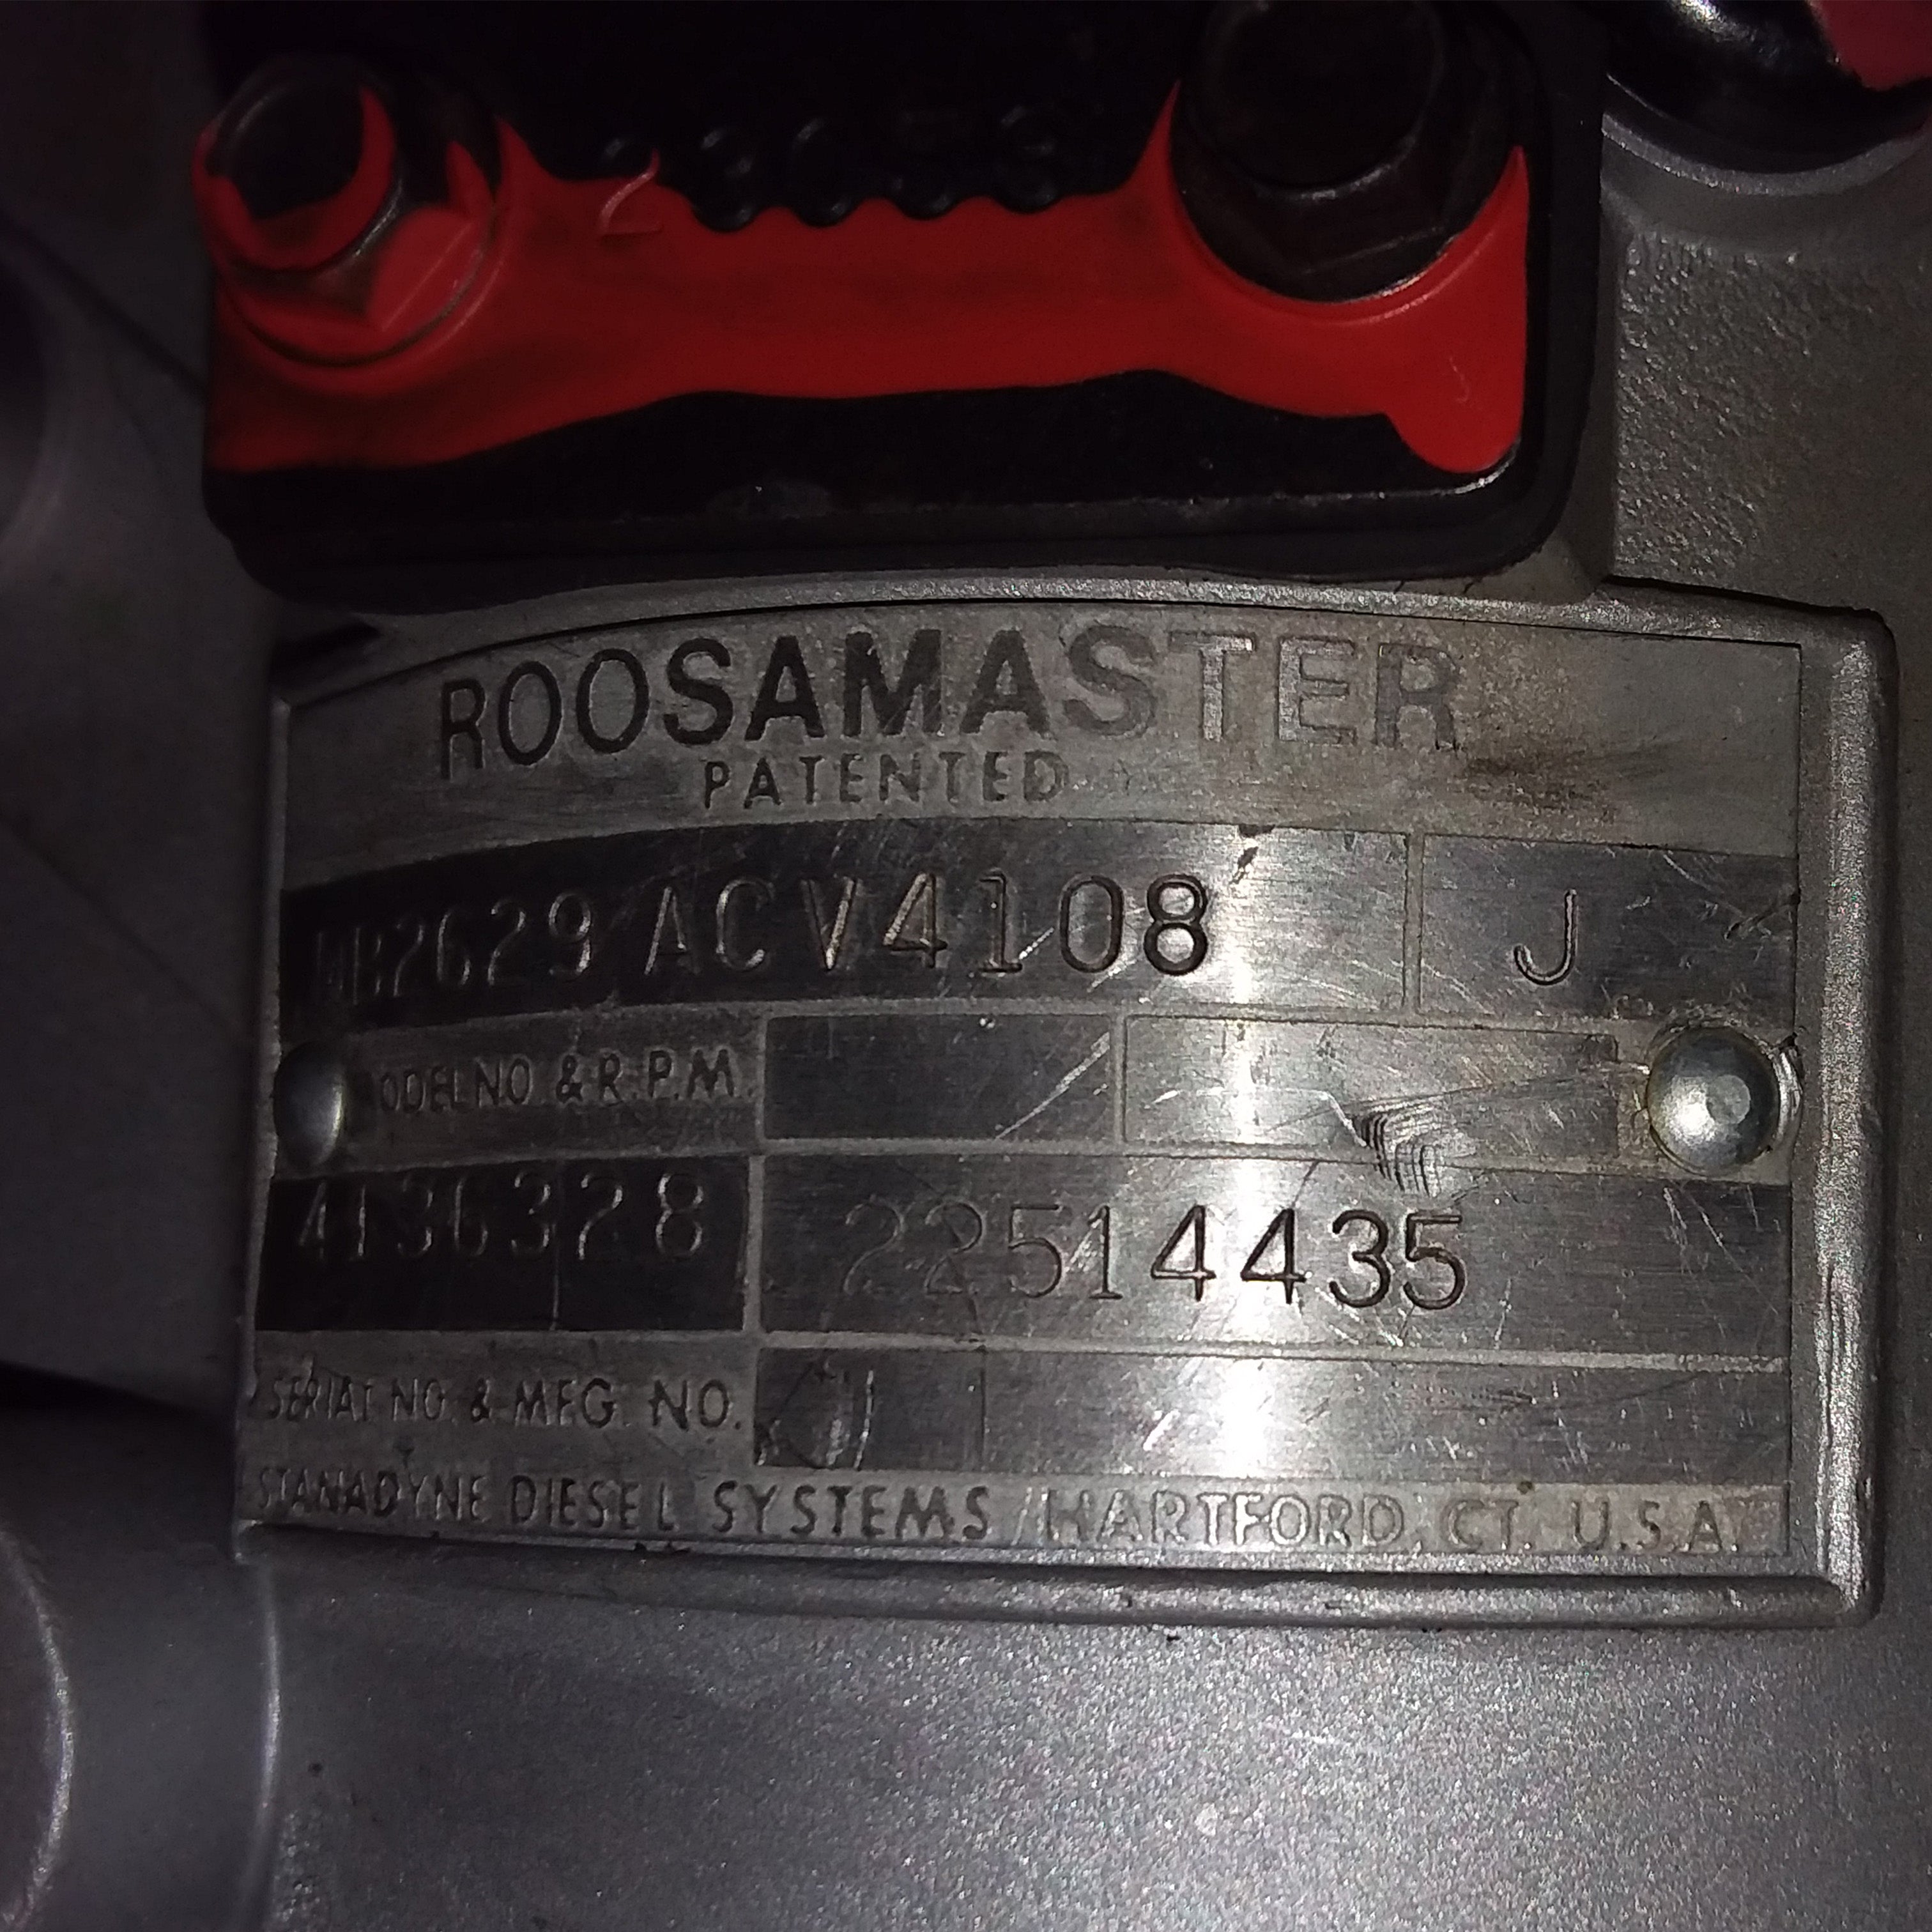 ROOSAMASTER
PATENTED
MB2629 ACV4108 J
MODEL NO & R.P.M.
4136328 22514435
SERIAL NO. & MFG. NO.
STANADYNE DIESEL SYSTEMS / HARTFORD, CT. U.S.A.